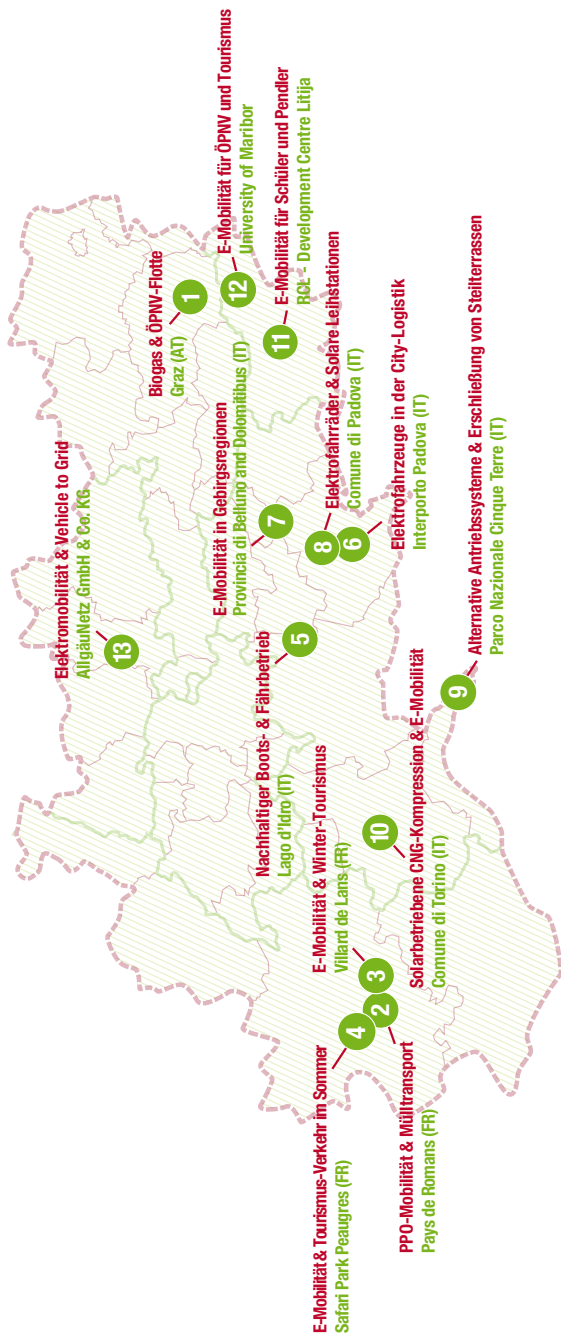 Elektromobilität & Vehicle to Grid
AllgäuNetz GmbH & Co. KG
13
Biogas & ÖPNV-Flotte
Graz (AT)
1
E-Mobilität für ÖPNV und Tourismus
University of Maribor
12
E-Mobilität für Schüler und Pendler
RCL - Development Centre Litija
11
E-Mobilität in Gebirgsregionen
Provincia di Belluno and Dolomitibus (IT)
7
Elektrofahrräder & Solare Leihstationen
Comune di Padova (IT)
8
6
Elektrofahrzeuge in der City-Logistik
Interporto Padova (IT)
Nachhaltiger Boots- & Fährbetrieb
Lago d'Idro (IT)
5
E-Mobilität & Winter-Tourismus
Villard de Lans (FR)
3
E-Mobilität & Tourismus-Verkehr im Sommer
Safari Park Peaugres (FR)
4
2
PPO-Mobilität & Mülltransport
Pays de Romans (FR)
10
Solarbetriebene CNG-Kompression & E-Mobilität
Comune di Torino (IT)
9
Alternative Antriebssysteme & Erschließung von Steilterrassen
Parco Nazionale Cinque Terre (IT)